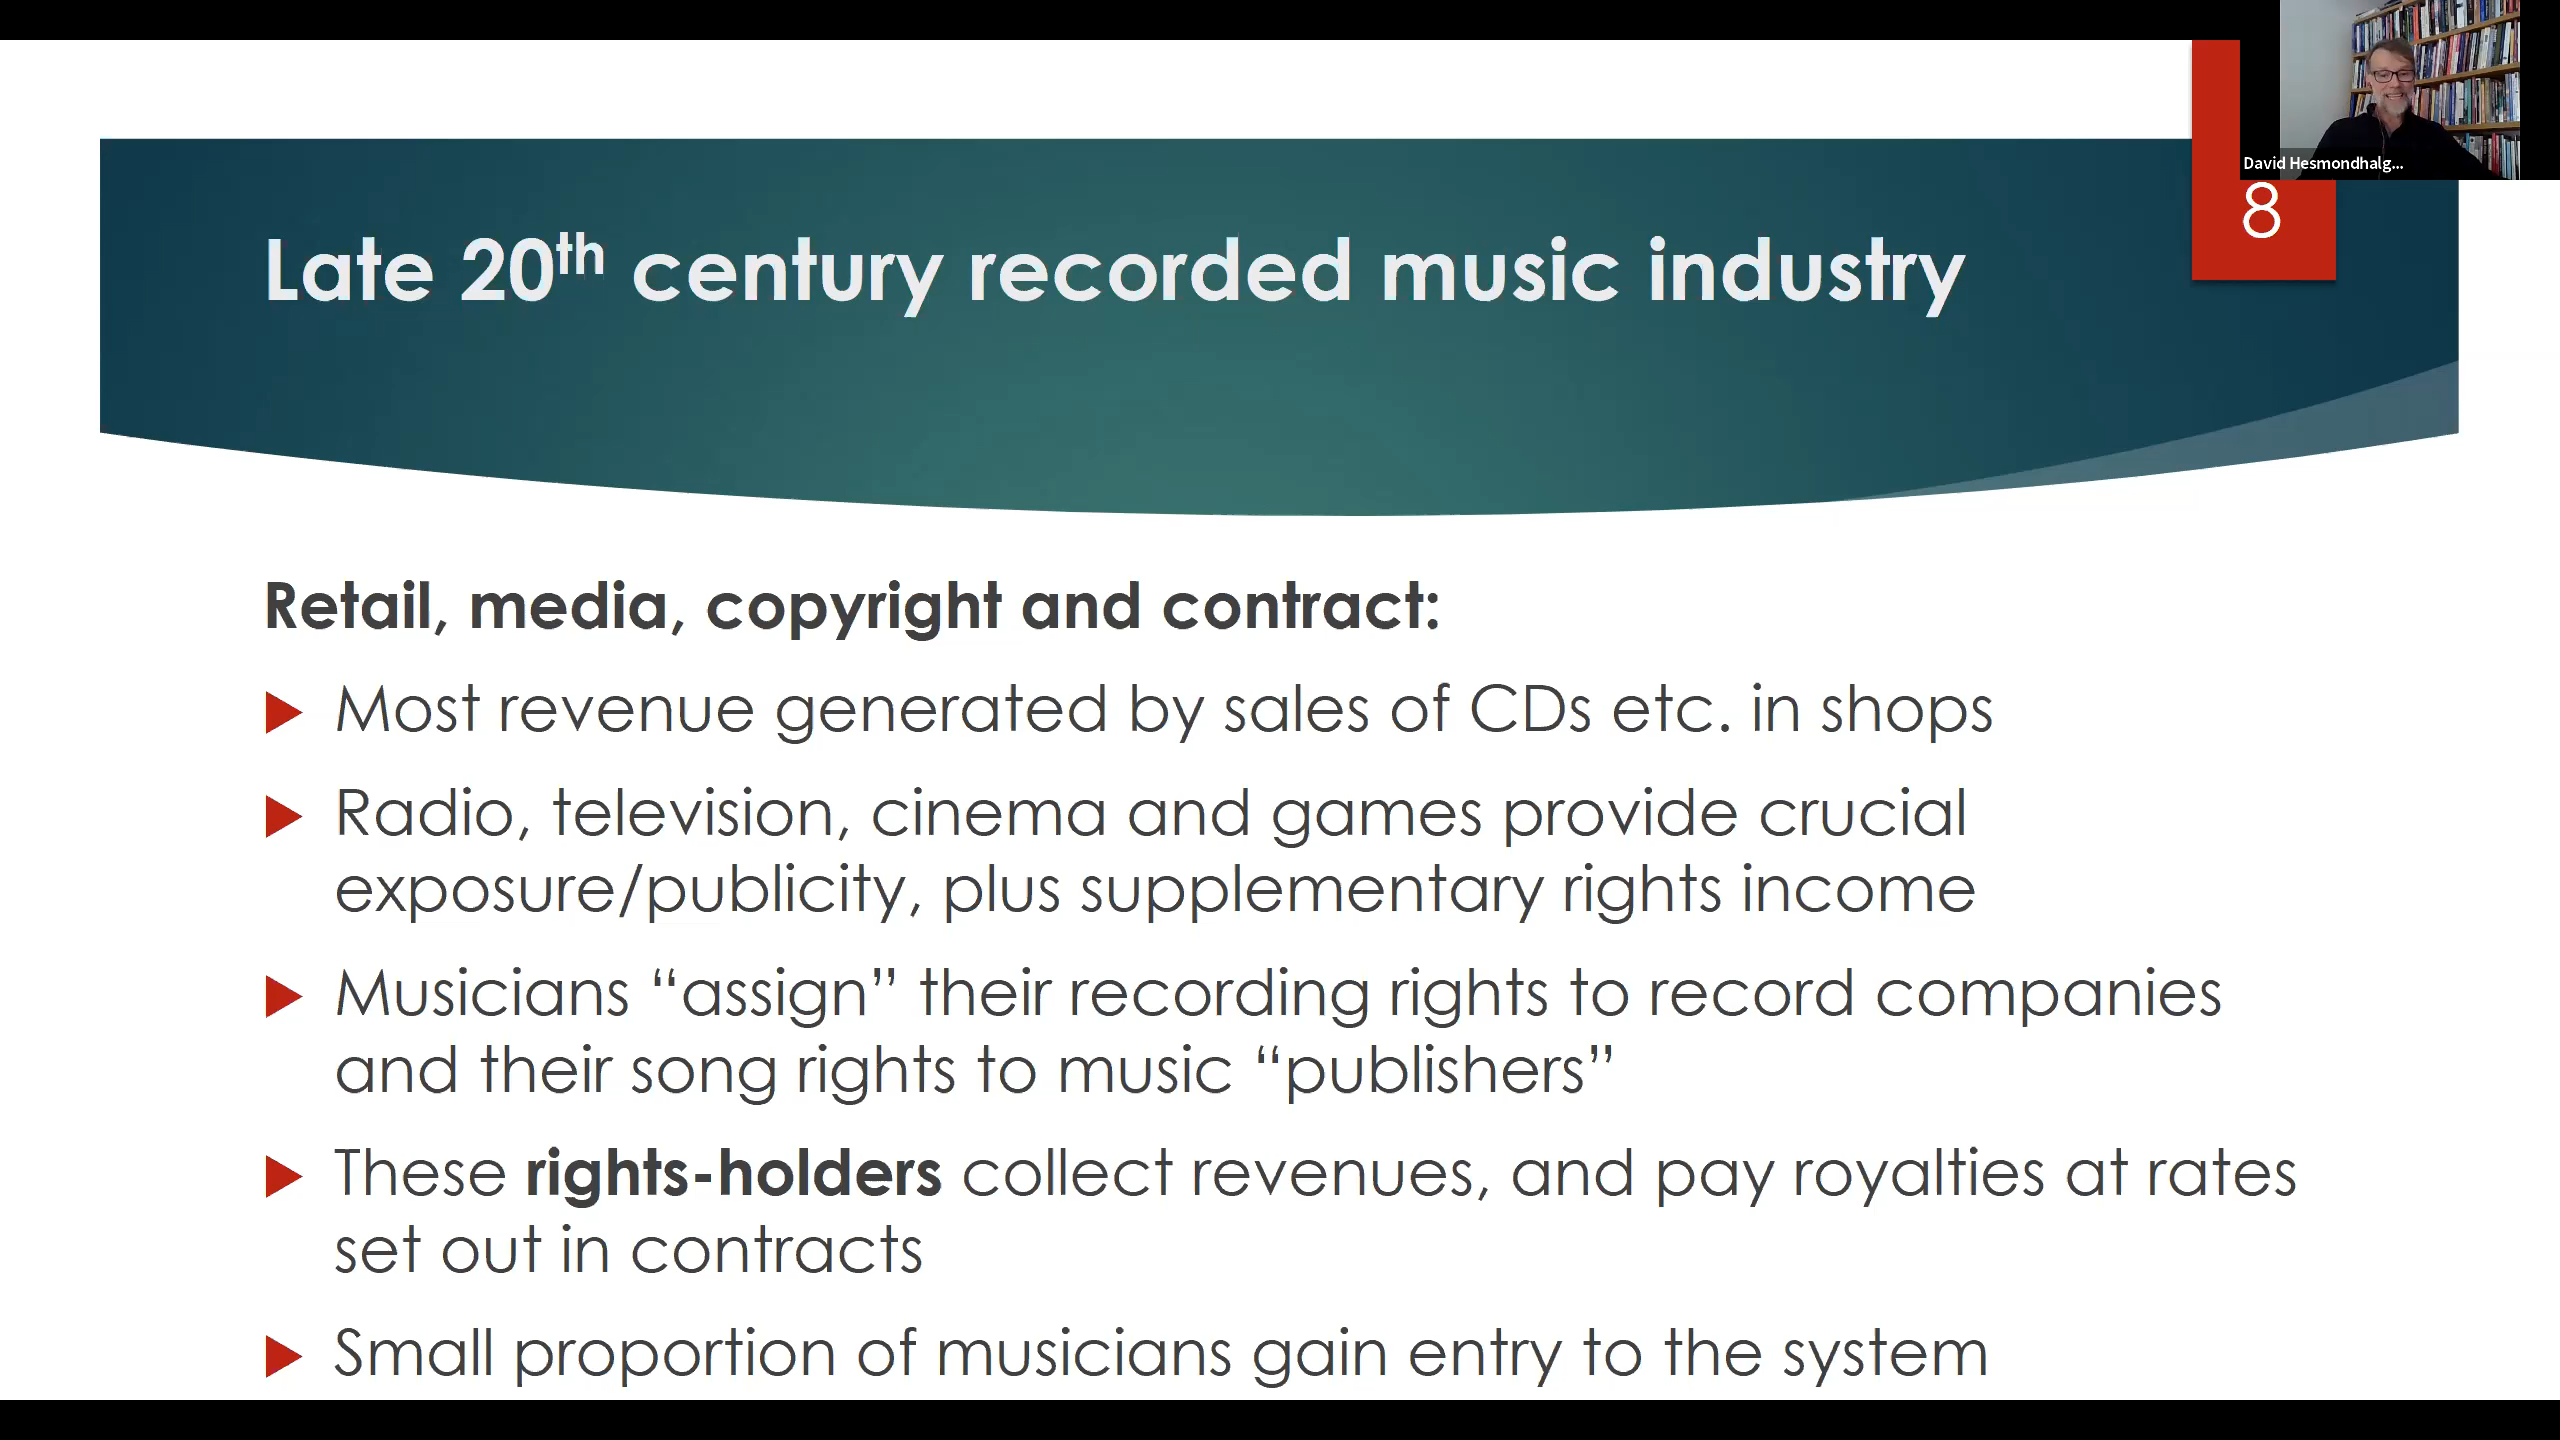 David Hesmondhalg...
8
Late 20th century recorded music industry
Retail, media, copyright and contract:
Most revenue generated by sales of CDs etc. in shops
Radio, television, cinema and games provide crucial
exposure/publicity, plus supplementary rights income
Musicians “assign” their recording rights to record companies
and their song rights to music “publishers”
These rights-holders collect revenues, and pay royalties at rates
set out in contracts
Small proportion of musicians gain entry to the system